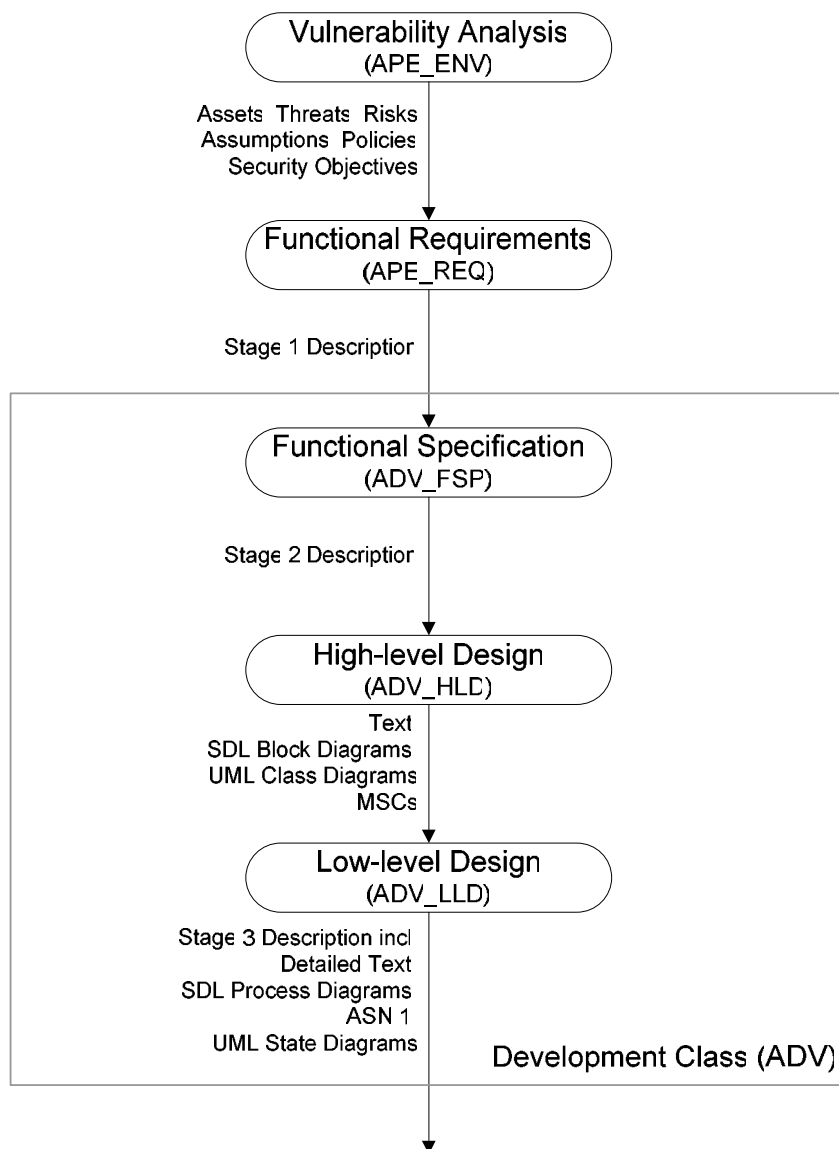 Vulnerability Analysis
(APE_ENV)
Assets Threats Risks
Assumptions Policies
Security Objectives
Functional Requirements
(APE_REQ)
Stage 1 Description
Functional Specification
(ADV_FSP)
Stage 2 Description
High-level Design
(ADV_HLD)
Text
SDL Block Diagrams
UML Class Diagrams
MSCs
Low-level Design
(ADV_LLD)
Stage 3 Description incl
Detailed Text
SDL Process Diagrams
ASN 1
UML State Diagrams
Development Class (ADV)